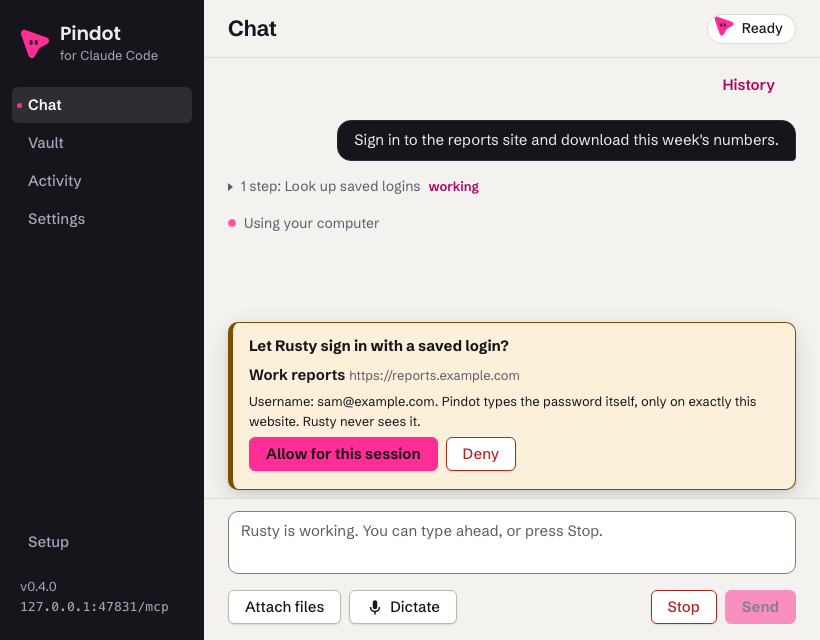 Pindot
for Claude Code
Chat
Vault
Activity
Settings
Setup
v0.4.0
127.0.0.1:47831/mcp
Chat
Ready
History
Sign in to the reports site and download this week's numbers.
1 step: Look up saved logins working
Using your computer
Let Rusty sign in with a saved login?
Work reports https://reports.example.com
Username: sam@example.com. Pindot types the password itself, only on exactly this
website. Rusty never sees it.
Allow for this session
Deny
Rusty is working. You can type ahead, or press Stop.
Attach files
Dictate
Stop
Send